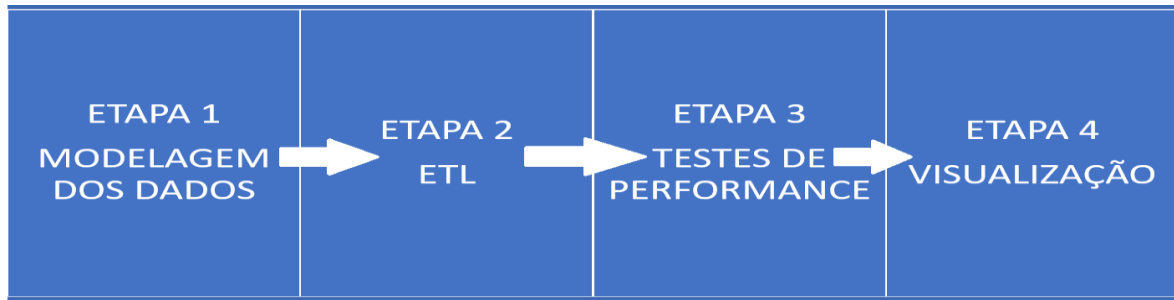 ETAPA 1
MODELAGEM
DOS DADOS
ETAPA 2
ETL
ETAPA 3
TESTES DE
PERFORMANCE
ETAPA 4
VISUALIZAÇÃO